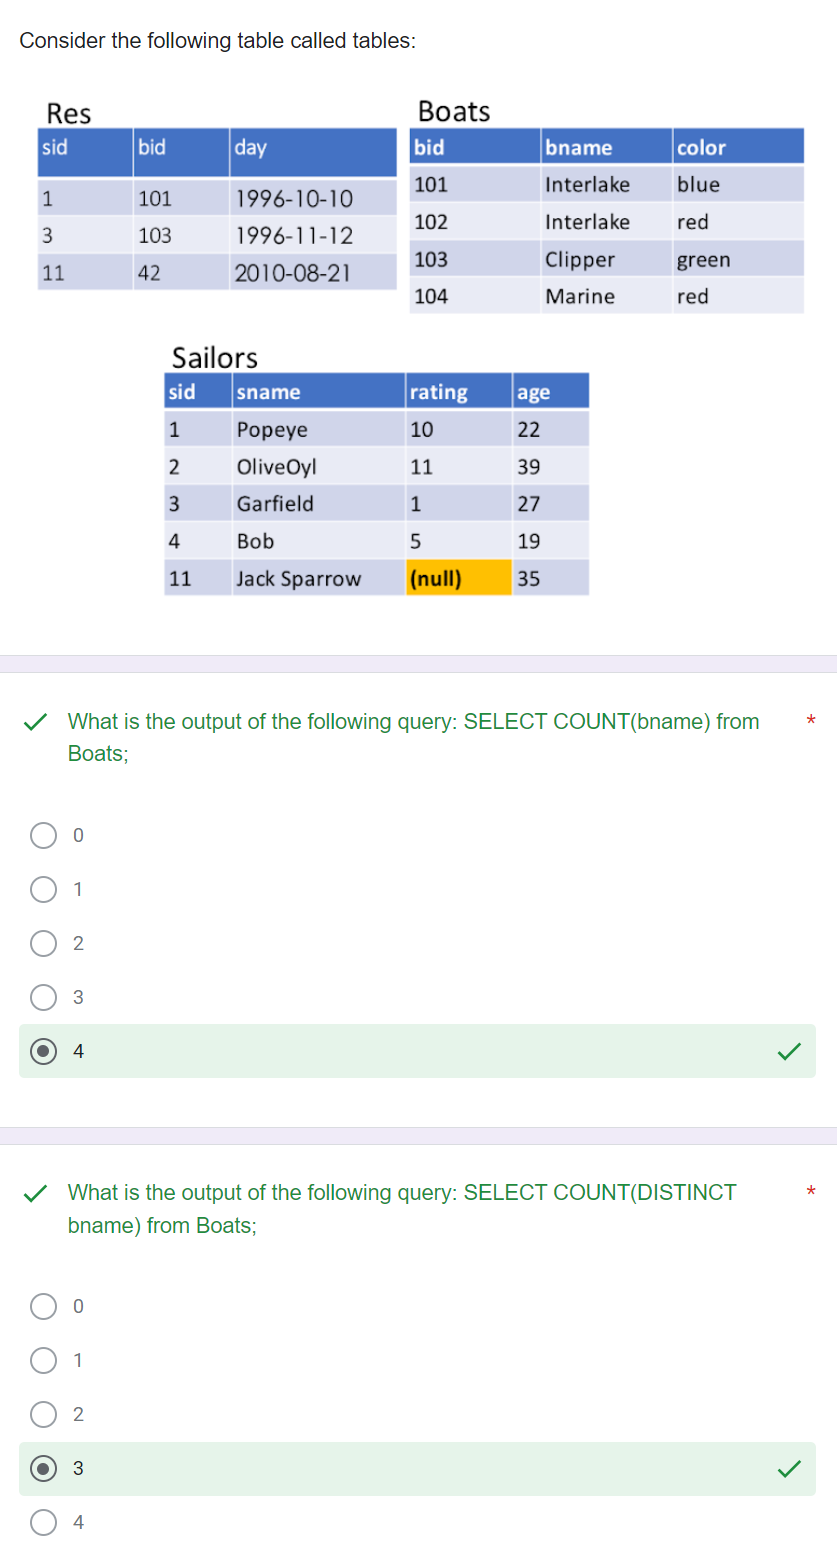 Consider the following table called tables:
Res
sid bid day
1 101 1996-10-10
3 103 1996-11-12
11 42 2010-08-21
Boats
bid bname color
101 Interlake blue
102 Interlake red
103 Clipper green
104 Marine red
Sailors
sid sname rating age
1 Popeye 10 22
2 OliveOyl 11 39
3 Garfield 1 27
4 Bob 5 19
11 Jack Sparrow (null) 35
What is the output of the following query: SELECT COUNT(bname) from *
Boats;
0
1
2
3
4
What is the output of the following query: SELECT COUNT(DISTINCT *
bname) from Boats;
0
1
2
3
4